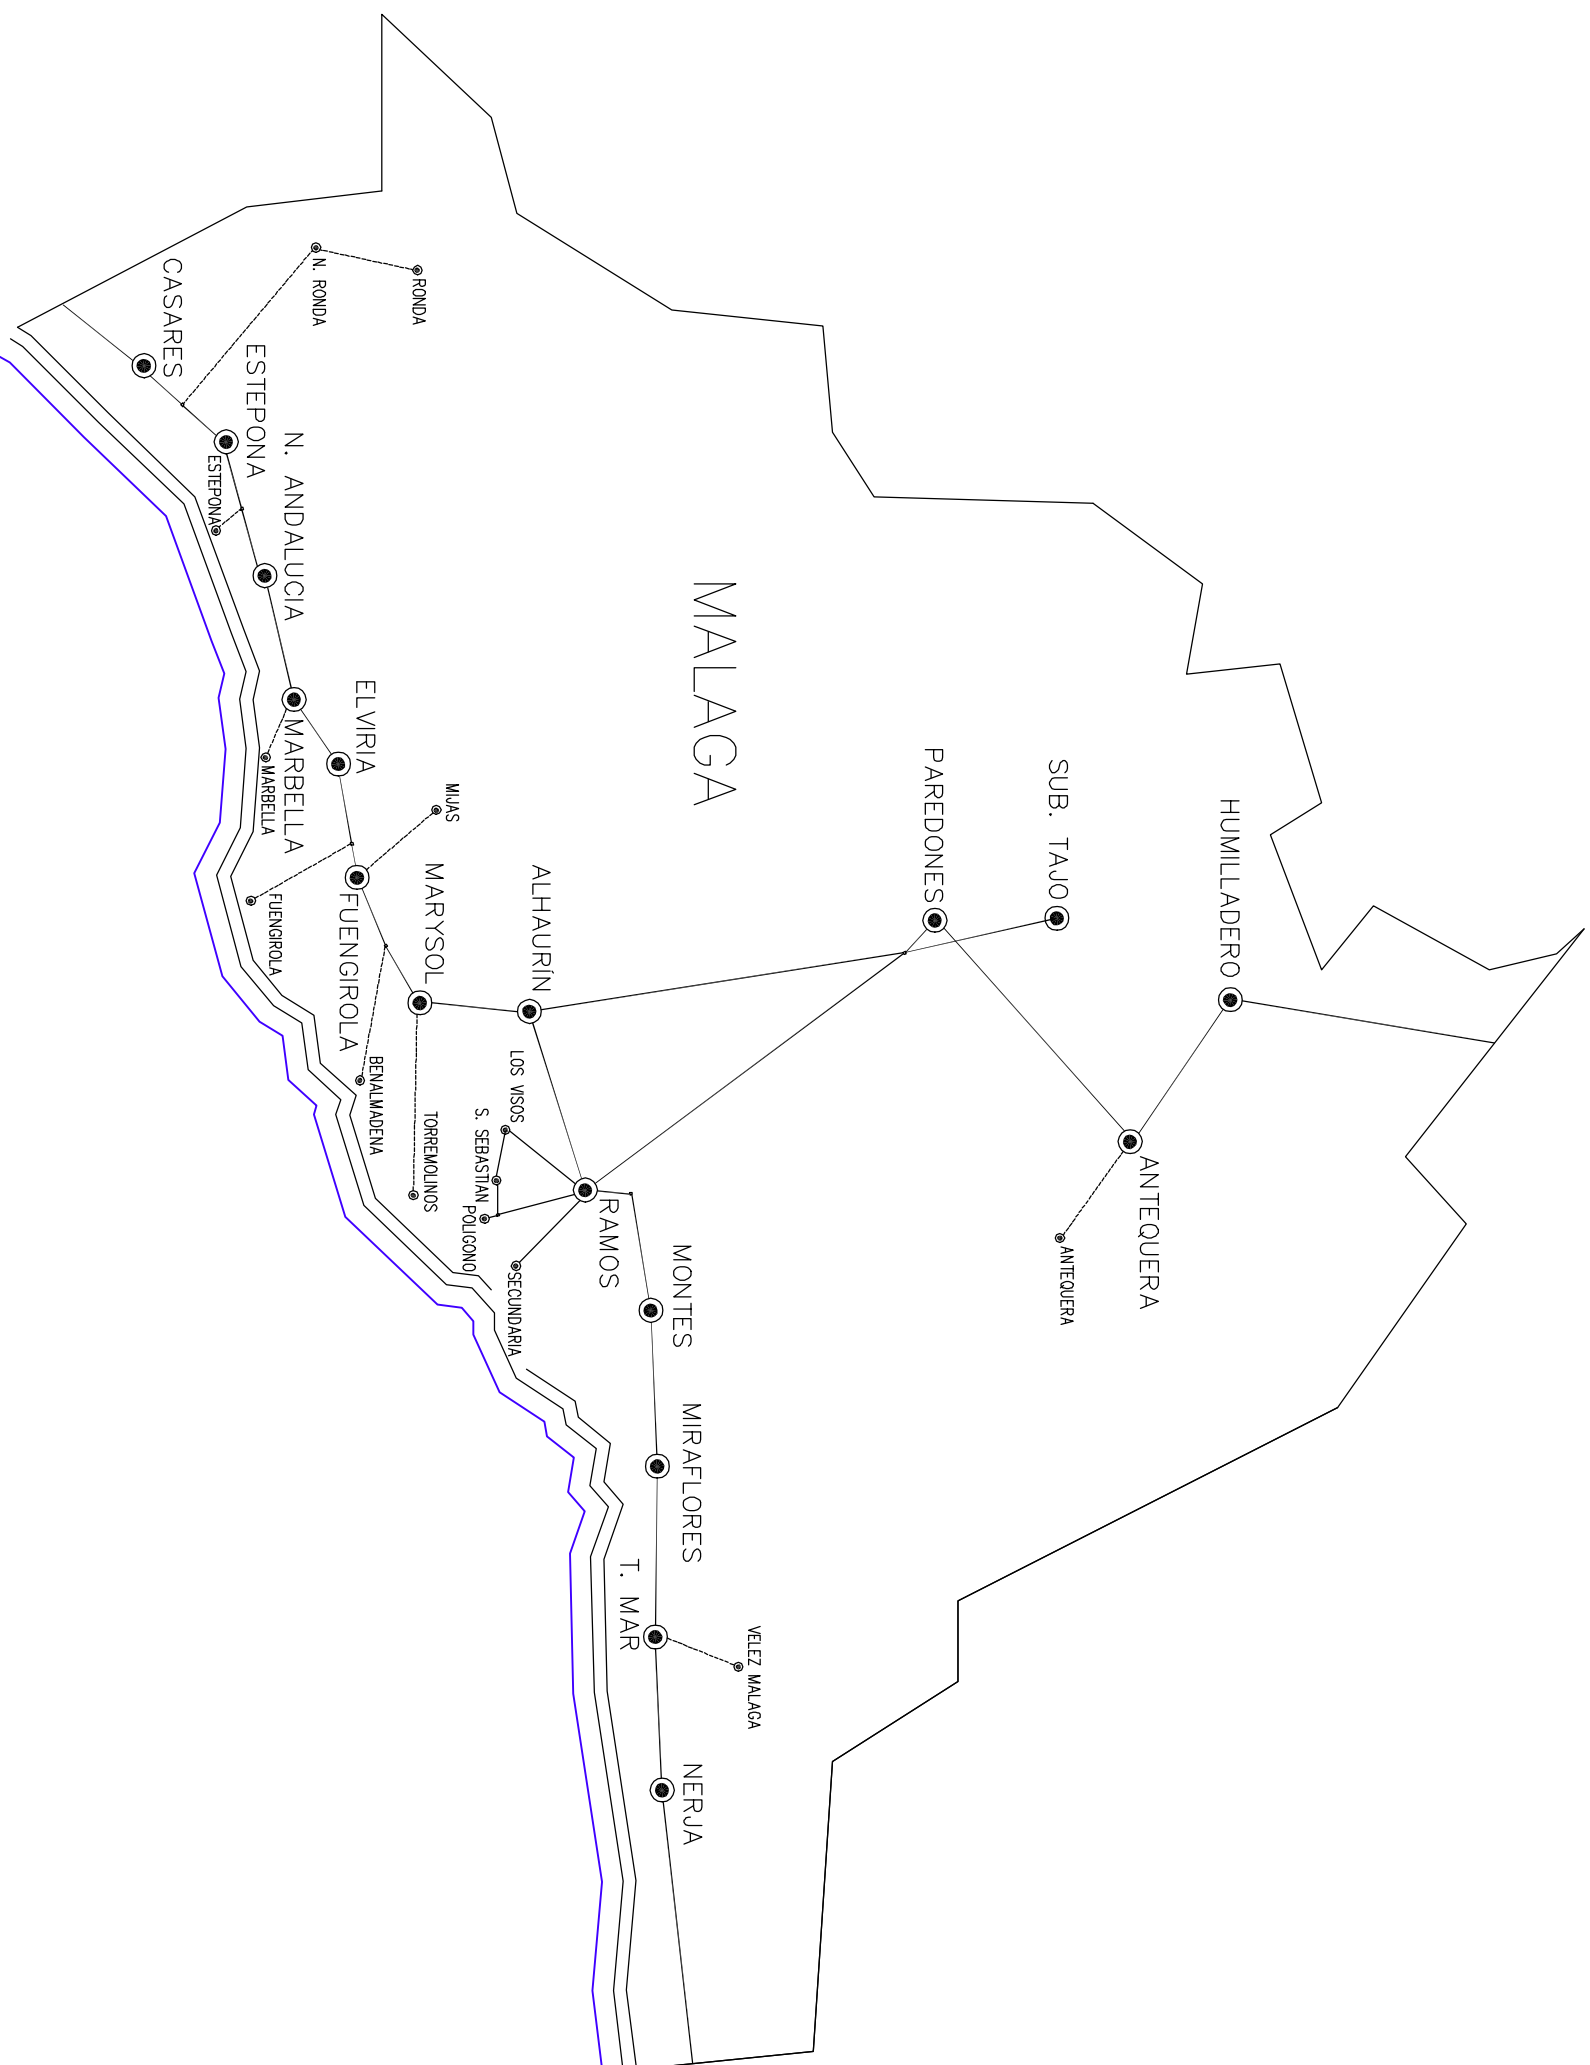 HUMILLADERO
ANTEQUERA
ANTEQUERA
SUB. TAJO
PAREDONES
VELEZ MALAGA
MALAGA
MIRAFLORES
NERJA
MONTES
T. MAR
RAMOS
ALHAURÍN
LOS VISOS
SECUNDARIA
S. SEBASTIAN
POLIGONO
MIJAS
MARYSOL
TORREMOLINOS
RONDA
BENALMADENA
ELVIRIA
FUENGIROLA
N. RONDA
N. ANDALUCIA
MARBELLA
FUENGIROLA
MARBELLA
ESTEPONA
ESTEPONA
CASARES